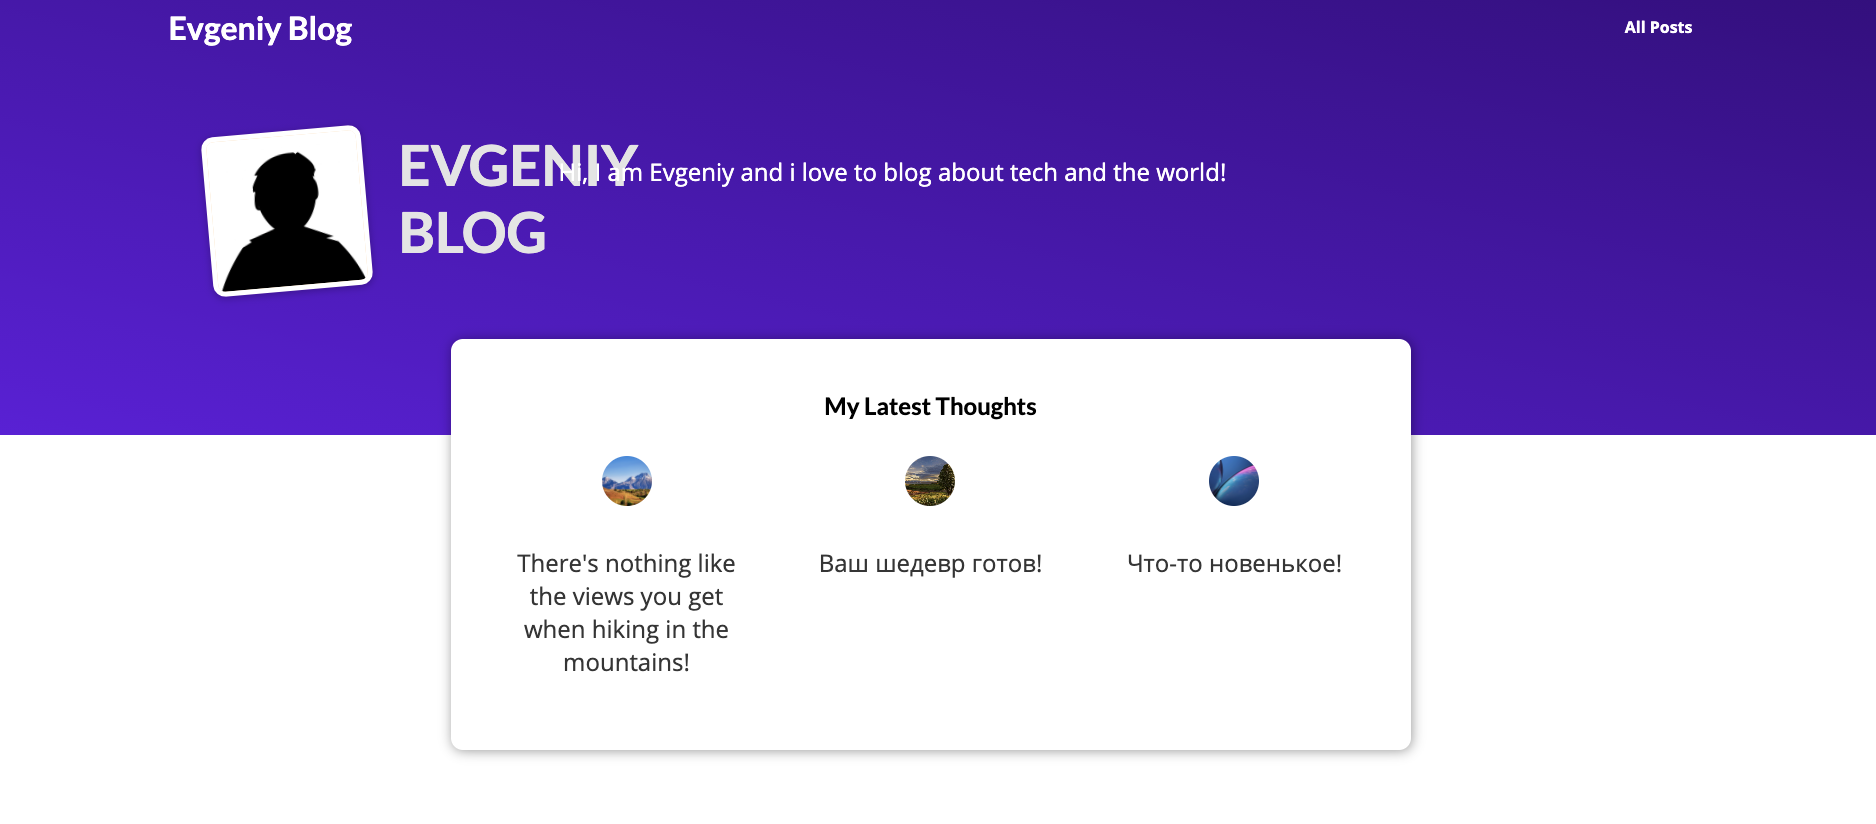 Evgeniy Blog
All Posts
EVGENIY
BLOG
Hi, I am Evgeniy and i love to blog about tech and the world!
My Latest Thoughts
There's nothing like
the views you get
when hiking in the
mountains!
Ваш шедевр готов!
Что-то новенькое!